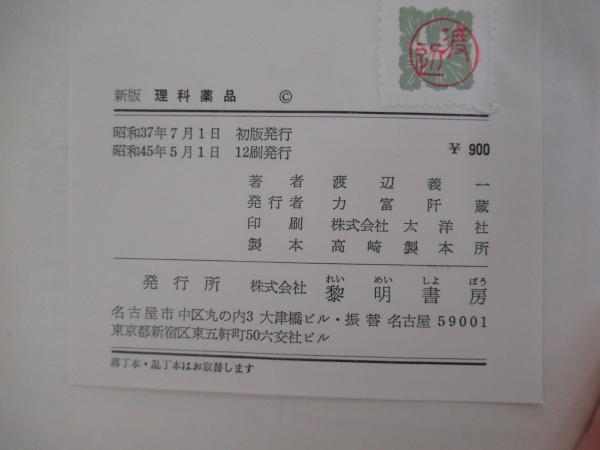 新版 理科薬品 ©
昭和37年7月1日 初版発行
昭和45年5月1日 12刷発行
¥ 900
著者 渡辺義一
発行者 力富阡蔵
印刷 株式会社 太洋社
製本 高崎製本所
発行所 株式会社 黎明書房
れい めい しよ ぼう
名古屋市中区丸の内3 大津橋ビル・振替 名古屋 59001
東京都新宿区東五軒町50六交社ビル
落丁本・乱丁本はお取替します